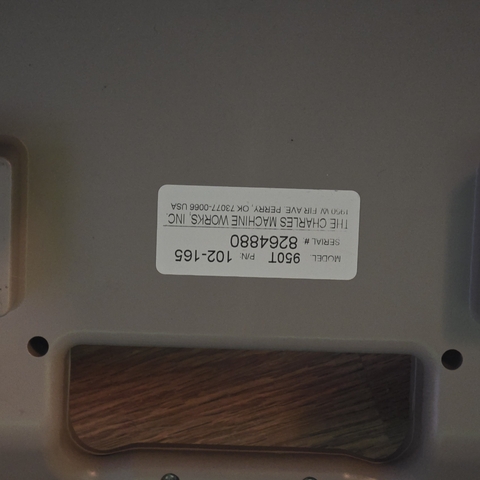 MODEL 950T P/N: 102-165
SERIAL # 8264880
THE CHARLES MACHINE WORKS, INC.
1950 W. FIR AVE. PERRY, OK 73077-0066 USA